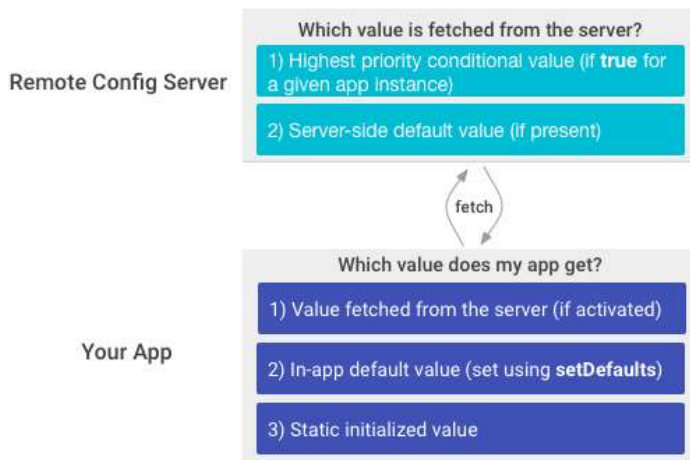 Which value is fetched from the server?
Remote Config Server
1) Highest priority conditional value (if true for
a given app instance)
2) Server-side default value (if present)
fetch
Which value does my app get?
1) Value fetched from the server (if activated)
Your App
2) In-app default value (set using setDefaults)
3) Static initialized value